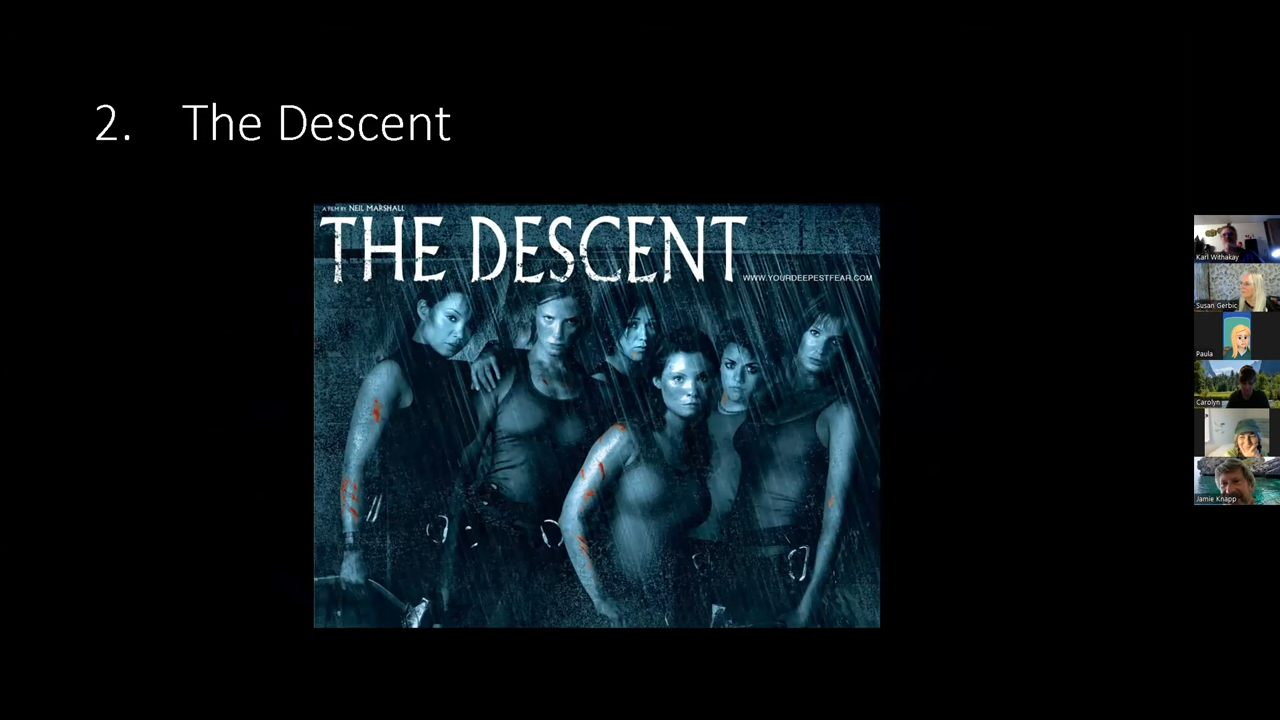 2. The Descent
A FILM BY NEIL MARSHALL
THE DESCENT
WWW.YOURDEEPESTFEAR.COM
Karl Withakay
Susan Gerbic
Paula
Carolyn
Jamie Knapp